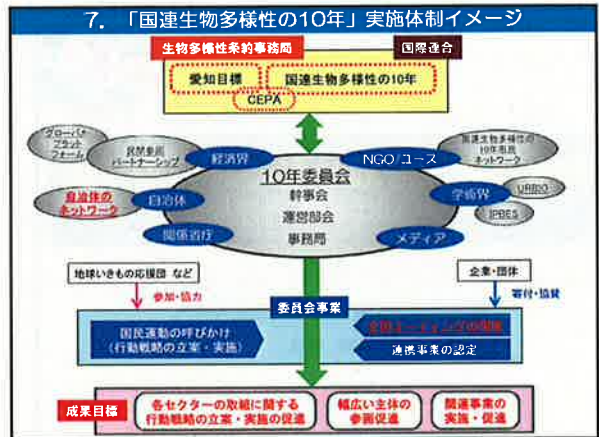 7. 「国連生物多様性の10年」実施体制イメージ
生物多様性条約事務局
国際連合
愛知目標
国連生物多様性の10年
CEPA
グローバル
プラット
フォーム
民間参画
パートナーシップ
経済界
NGO/ユース
国連生物多様性の
10年市民
ネットワーク
10年委員会
幹事会
運営部会
事務局
自治体の
ネットワーク
自治体
学術界
URBIO
IPBES
関係省庁
メディア
地球いきもの応援団 など
企業・団体
参加・協力
寄付・協賛
委員会事業
国民運動の呼びかけ
(行動戦略の立案・実施)
全国ミーティングの開催
連携事業の認定
成果目標
各セクターの取組に関する
行動戦略の立案・実施の促進
幅広い主体の
参画促進
関連事業の
実施・促進